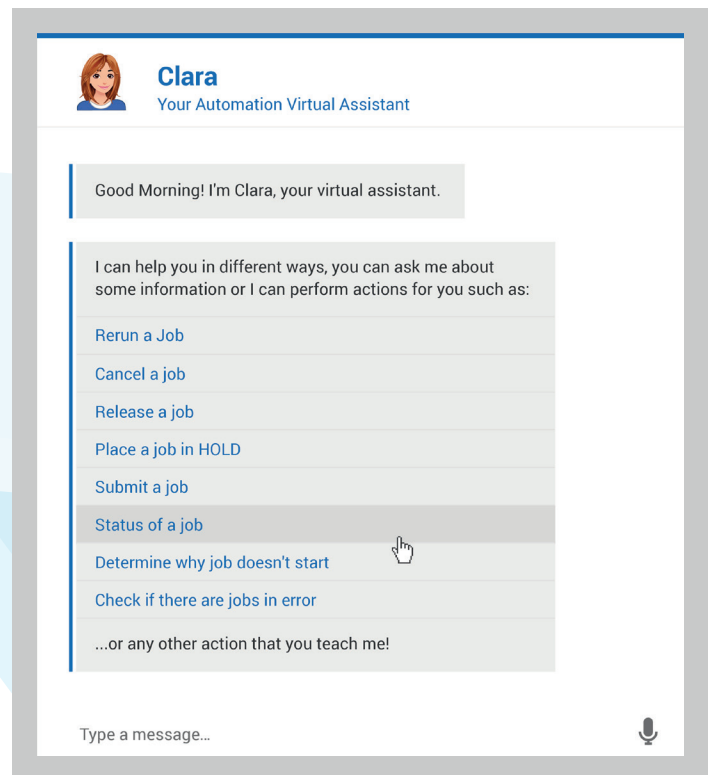 Clara
Your Automation Virtual Assistant
Good Morning! I'm Clara, your virtual assistant.
I can help you in different ways, you can ask me about
some information or I can perform actions for you such as:
Rerun a Job
Cancel a job
Release a job
Place a job in HOLD
Submit a job
Status of a job
Determine why job doesn't start
Check if there are jobs in error
...or any other action that you teach me!
Type a message...